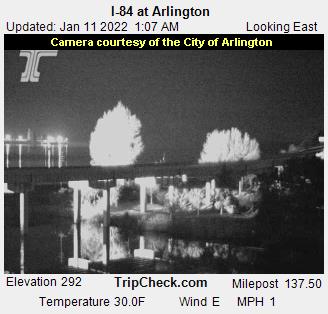 I-84 at Arlington
Updated: Jan 11 2022 1:07 AM Looking East
Camera courtesy of the City of Arlington
Elevation 292 TripCheck.com Milepost 137.50
Temperature 30.0F Wind E MPH 1